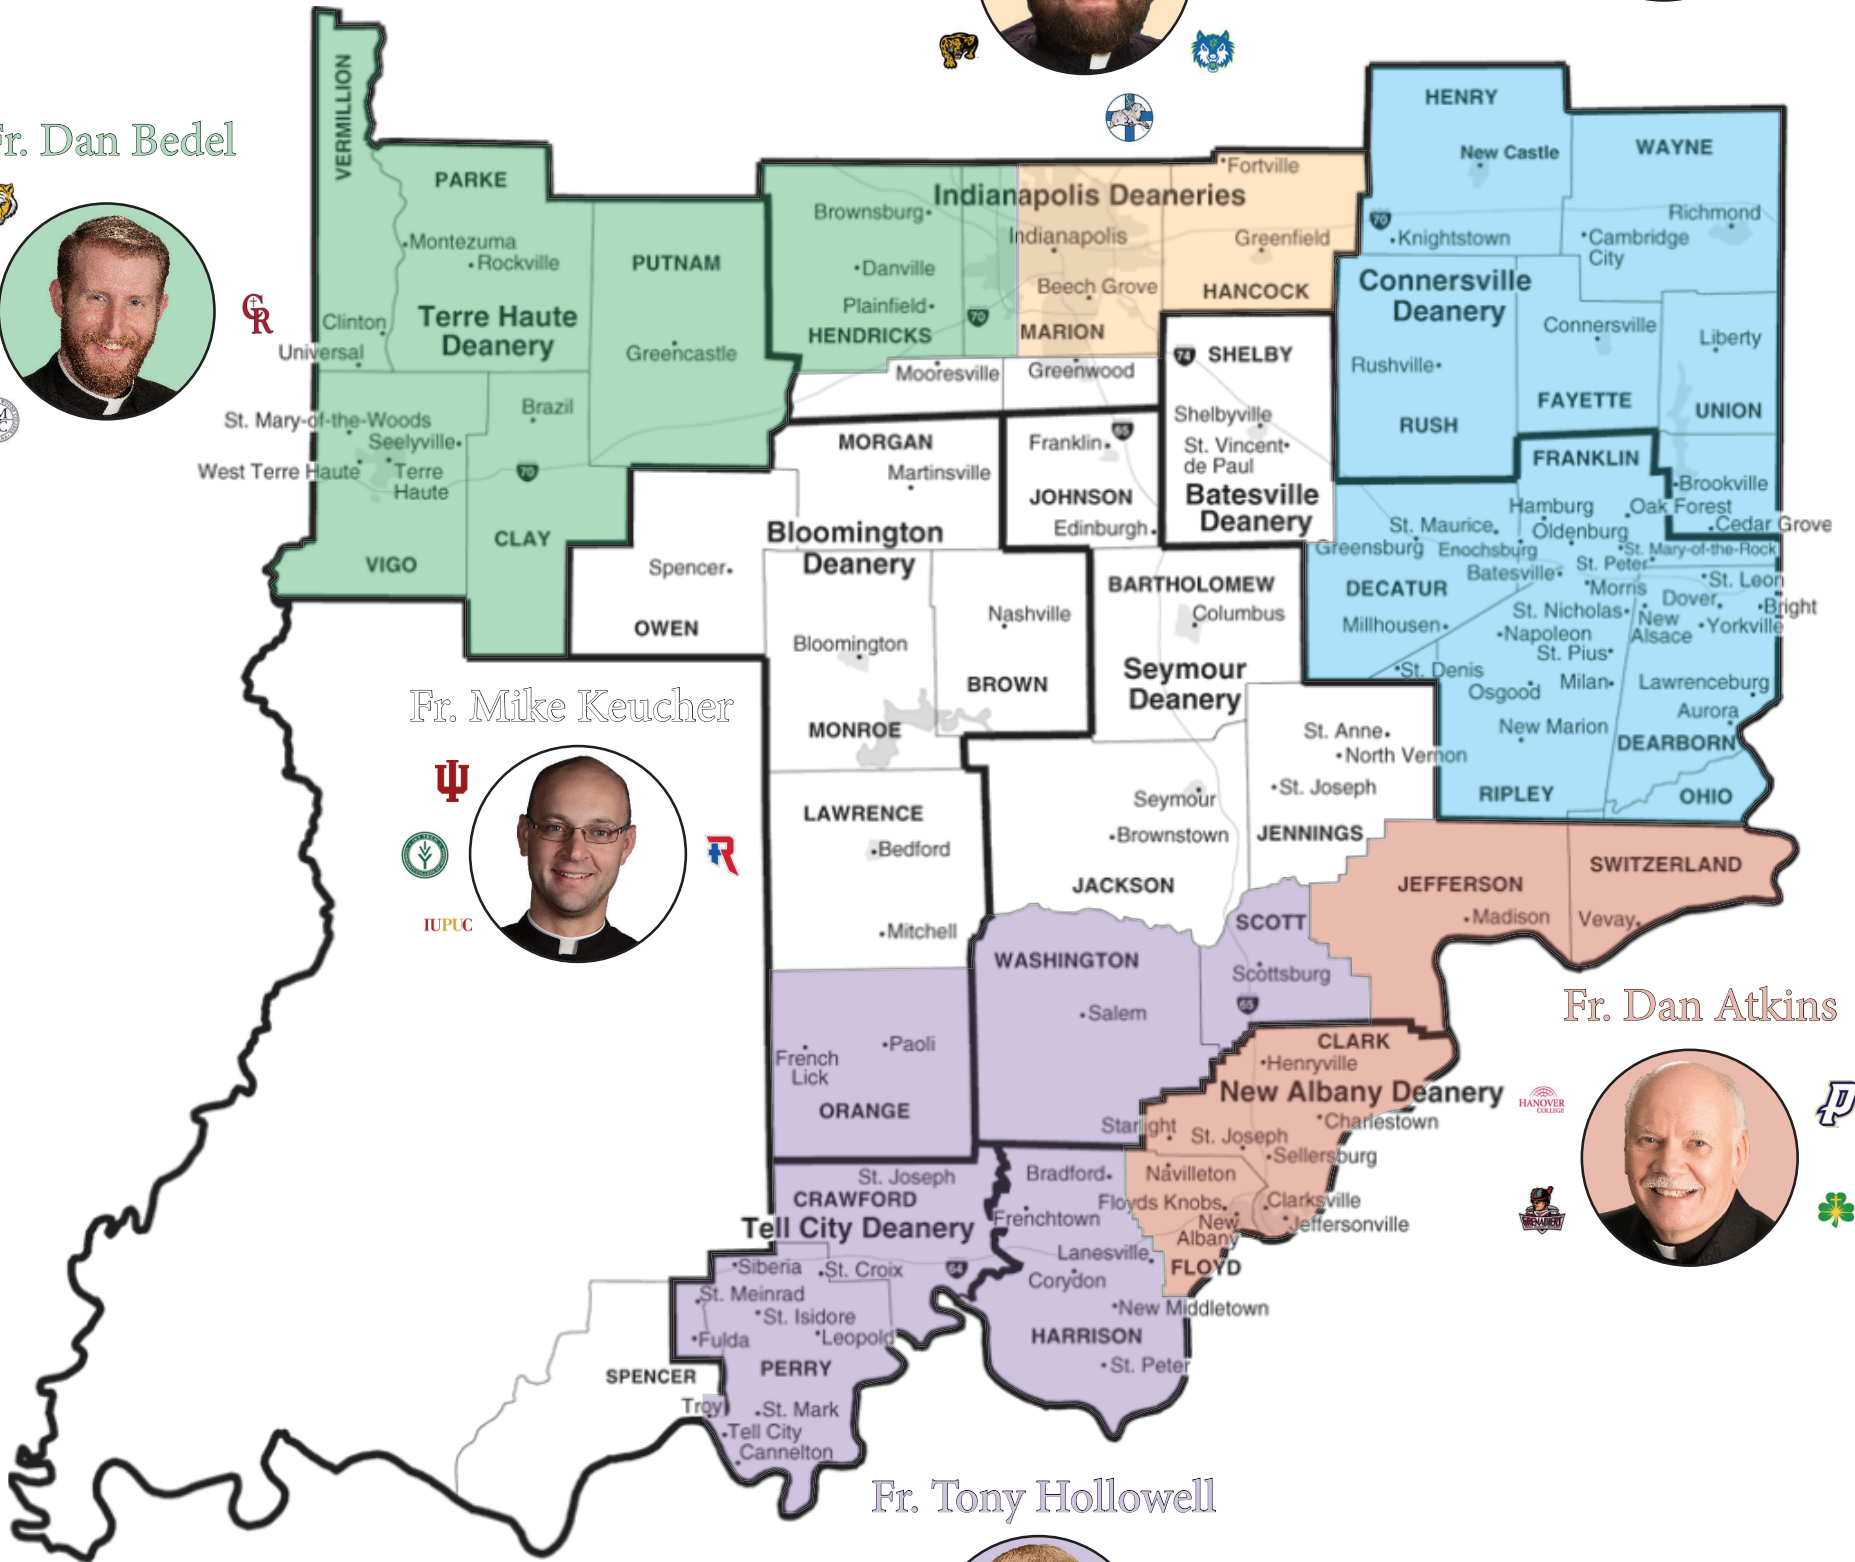 Fr. Dan Bedel
VERMILLION
PARKE
Montezuma
Rockville
PUTNAM
Clinton
Terre Haute
Deanery
Universal
Greencastle
St. Mary-of-the-Woods
Brazil
Seelyville
West Terre Haute
Terre
Haute
70
CLAY
VIGO
Indianapolis Deaneries
Fortville
Brownsburg
Indianapolis
Greenfield
Danville
Beech Grove
HANCOCK
Plainfield
70
HENDRICKS
MARION
Mooresville
Greenwood
HENRY
WAYNE
New Castle
Richmond
70
Knightstown
Cambridge
City
Connersville
Deanery
Connersville
Liberty
Rushville
FAYETTE
UNION
RUSH
74
SHELBY
Shelbyville
St. Vincent
de Paul
Batesville
Deanery
MORGAN
Martinsville
Franklin
65
JOHNSON
Edinburgh
Bloomington
Deanery
Spencer
OWEN
Bloomington
Nashville
BROWN
MONROE
BARTHOLOMEW
Columbus
Seymour
Deanery
FRANKLIN
Brookville
Hamburg
Oak Forest
St. Maurice
Oldenburg
Cedar Grove
Greensburg
Enochsburg
St. Mary-of-the-Rock
St. Peter
Batesville
St. Leon
DECATUR
Morris
Dover
Bright
St. Nicholas
New
Alsace
Yorkville
Millhousen
Napoleon
St. Pius
St. Denis
Osgood
Milan
Lawrenceburg
Aurora
New Marion
DEARBORN
RIPLEY
OHIO
St. Anne
North Vernon
St. Joseph
JENNINGS
Seymour
Brownstown
JACKSON
LAWRENCE
Bedford
Mitchell
Fr. Mike Keucher
IUPUC
SWITZERLAND
JEFFERSON
Madison
Vevay
SCOTT
WASHINGTON
Scottsburg
65
Salem
Paoli
French
Lick
ORANGE
Fr. Dan Atkins
HANOVER
COLLEGE
GRENADIERS
CLARK
Henryville
New Albany Deanery
Charlestown
Starlight
St. Joseph
Sellersburg
Navilleton
Floyds Knobs
Clarksville
New
Albany
Jeffersonville
FLOYD
Bradford
Frenchtown
Lanesville
Corydon
New Middletown
HARRISON
St. Peter
St. Joseph
CRAWFORD
Tell City Deanery
Siberia
St. Croix
64
St. Meinrad
St. Isidore
Fulda
Leopold
PERRY
SPENCER
Troy
St. Mark
Tell City
Cannelton
Fr. Tony Hollowell